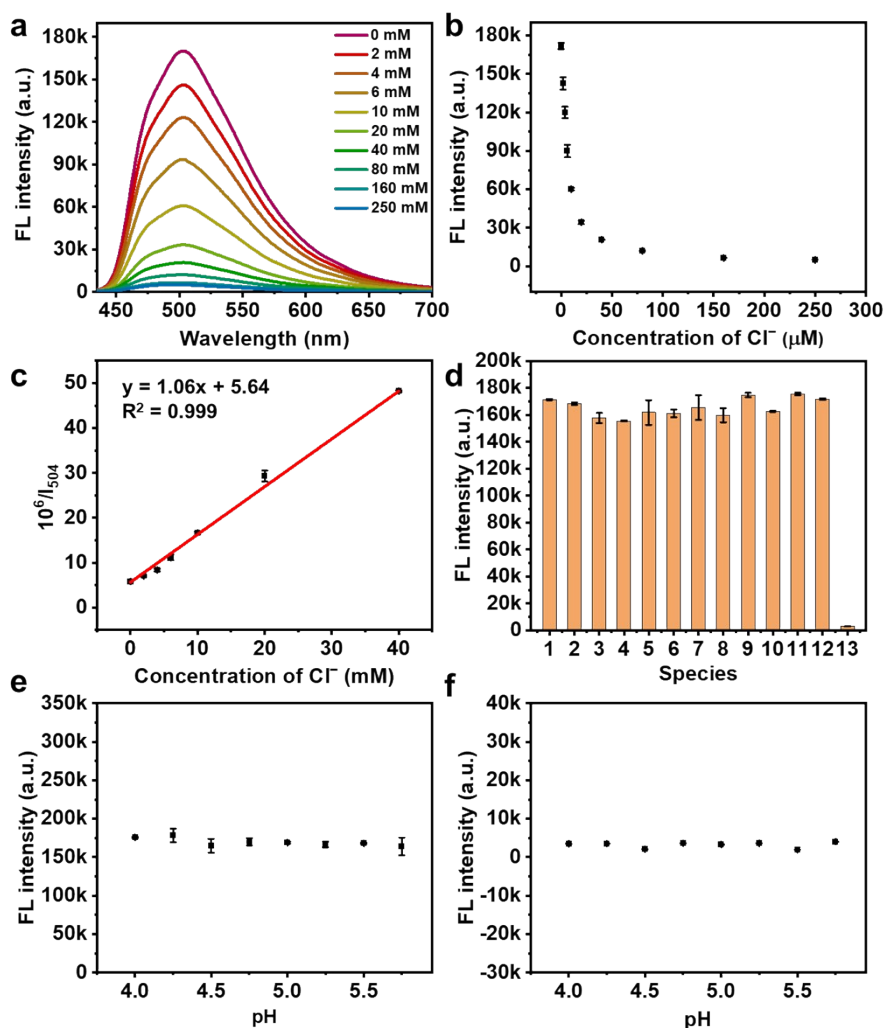 a
FL intensity (a.u.)
180k
150k
120k
90k
60k
30k
0
450 500 550 600 650 700
Wavelength (nm)
0 mM
2 mM
4 mM
6 mM
10 mM
20 mM
40 mM
80 mM
160 mM
250 mM
b
FL intensity (a.u.)
180k
150k
120k
90k
60k
30k
0
0 50 100 150 200 250 300
Concentration of Cl⁻ (μM)
c
y = 1.06x + 5.64
R² = 0.999
10⁶/I₅₀₄
50
40
30
20
10
0
0 10 20 30 40
Concentration of Cl⁻ (mM)
d
FL intensity (a.u.)
200k
180k
160k
140k
120k
100k
80k
60k
40k
20k
0
1 2 3 4 5 6 7 8 9 10 11 12 13
Species
e
FL intensity (a.u.)
350k
300k
250k
200k
150k
100k
50k
0
4.0 4.5 5.0 5.5
pH
f
FL intensity (a.u.)
40k
30k
20k
10k
0
-10k
-20k
-30k
4.0 4.5 5.0 5.5
pH